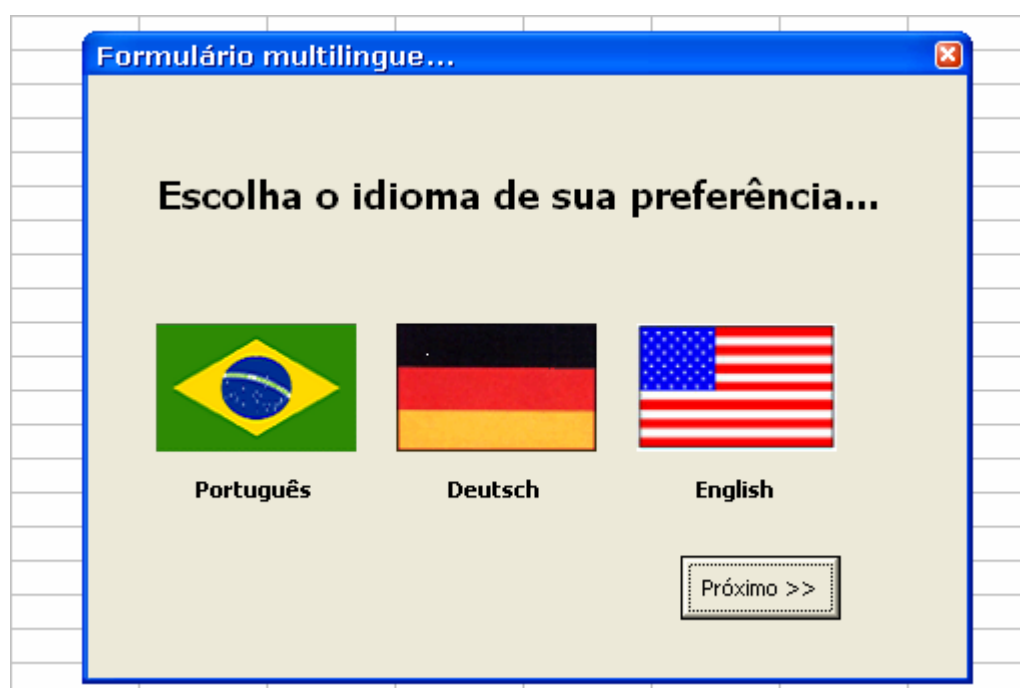 Formulário multilingue...
Escolha o idioma de sua preferência...
Português Deutsch English
Próximo >>